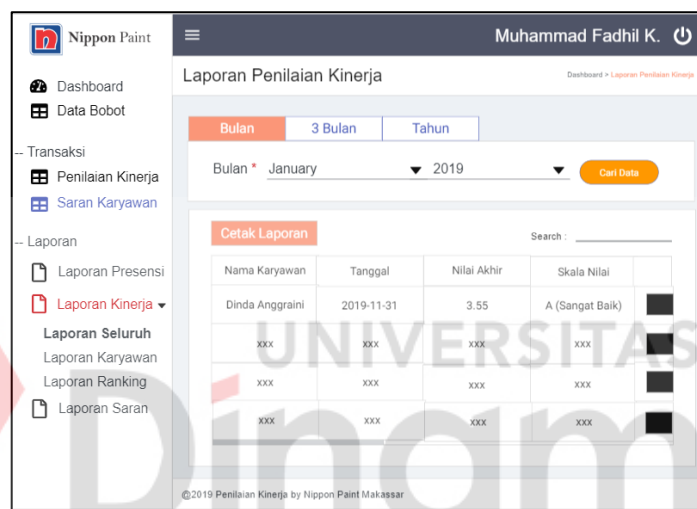 Nippon Paint
Muhammad Fadhil K.
Dashboard
Data Bobot
-- Transaksi
Penilaian Kinerja
Saran Karyawan
-- Laporan
Laporan Presensi
Laporan Kinerja
Laporan Seluruh
Laporan Karyawan
Laporan Ranking
Laporan Saran
Laporan Penilaian Kinerja
Dashboard > Laporan Penilaian Kinerja
Bulan 3 Bulan Tahun
Bulan * January 2019 Cari Data
Cetak Laporan Search :
Nama Karyawan Tanggal Nilai Akhir Skala Nilai
Dinda Anggraini 2019-11-31 3.55 A (Sangat Baik)
xxx xxx xxx xxx
xxx xxx xxx xxx
xxx xxx xxx xxx
@2019 Penilaian Kinerja by Nippon Paint Makassar
UNIVERSITAS
Dinam